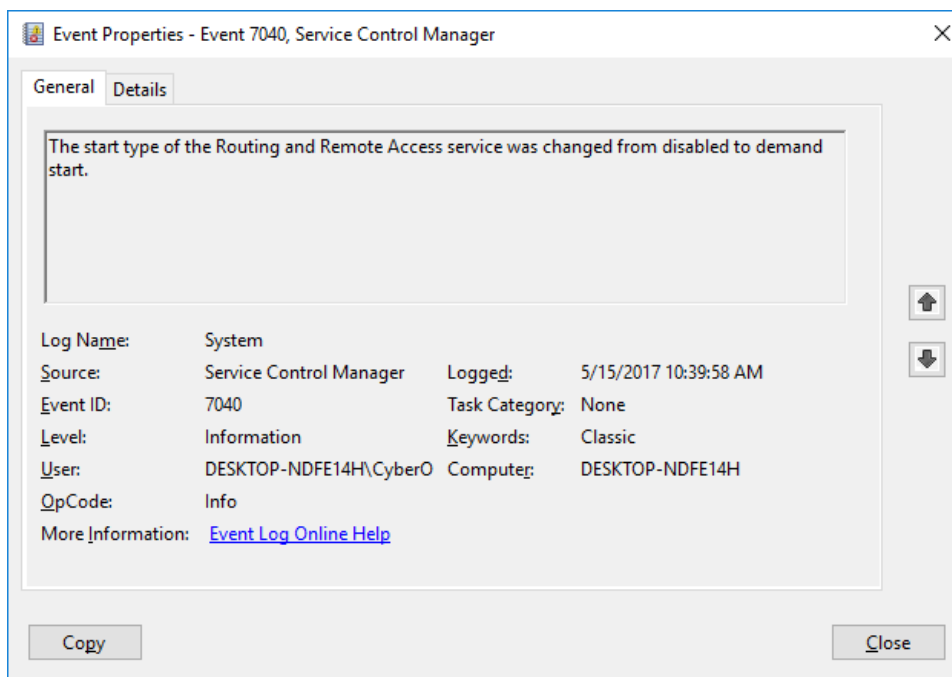 Event Properties - Event 7040, Service Control Manager
General Details
The start type of the Routing and Remote Access service was changed from disabled to demand
start.
Log Name: System
Source: Service Control Manager Logged: 5/15/2017 10:39:58 AM
Event ID: 7040 Task Category: None
Level: Information Keywords: Classic
User: DESKTOP-NDFE14H\CyberO Computer: DESKTOP-NDFE14H
OpCode: Info
More Information: Event Log Online Help
Copy Close